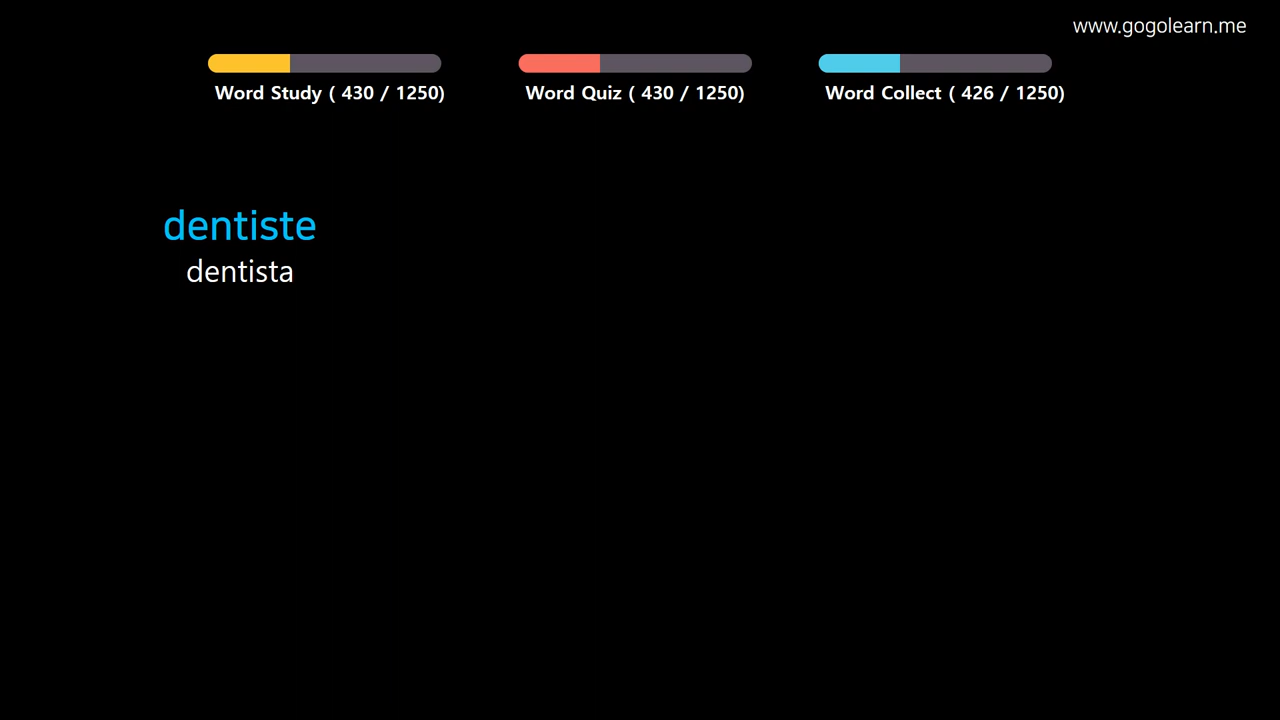 www.gogolearn.me
Word Study ( 430 / 1250)
Word Quiz ( 430 / 1250)
Word Collect ( 426 / 1250)
dentiste
dentista